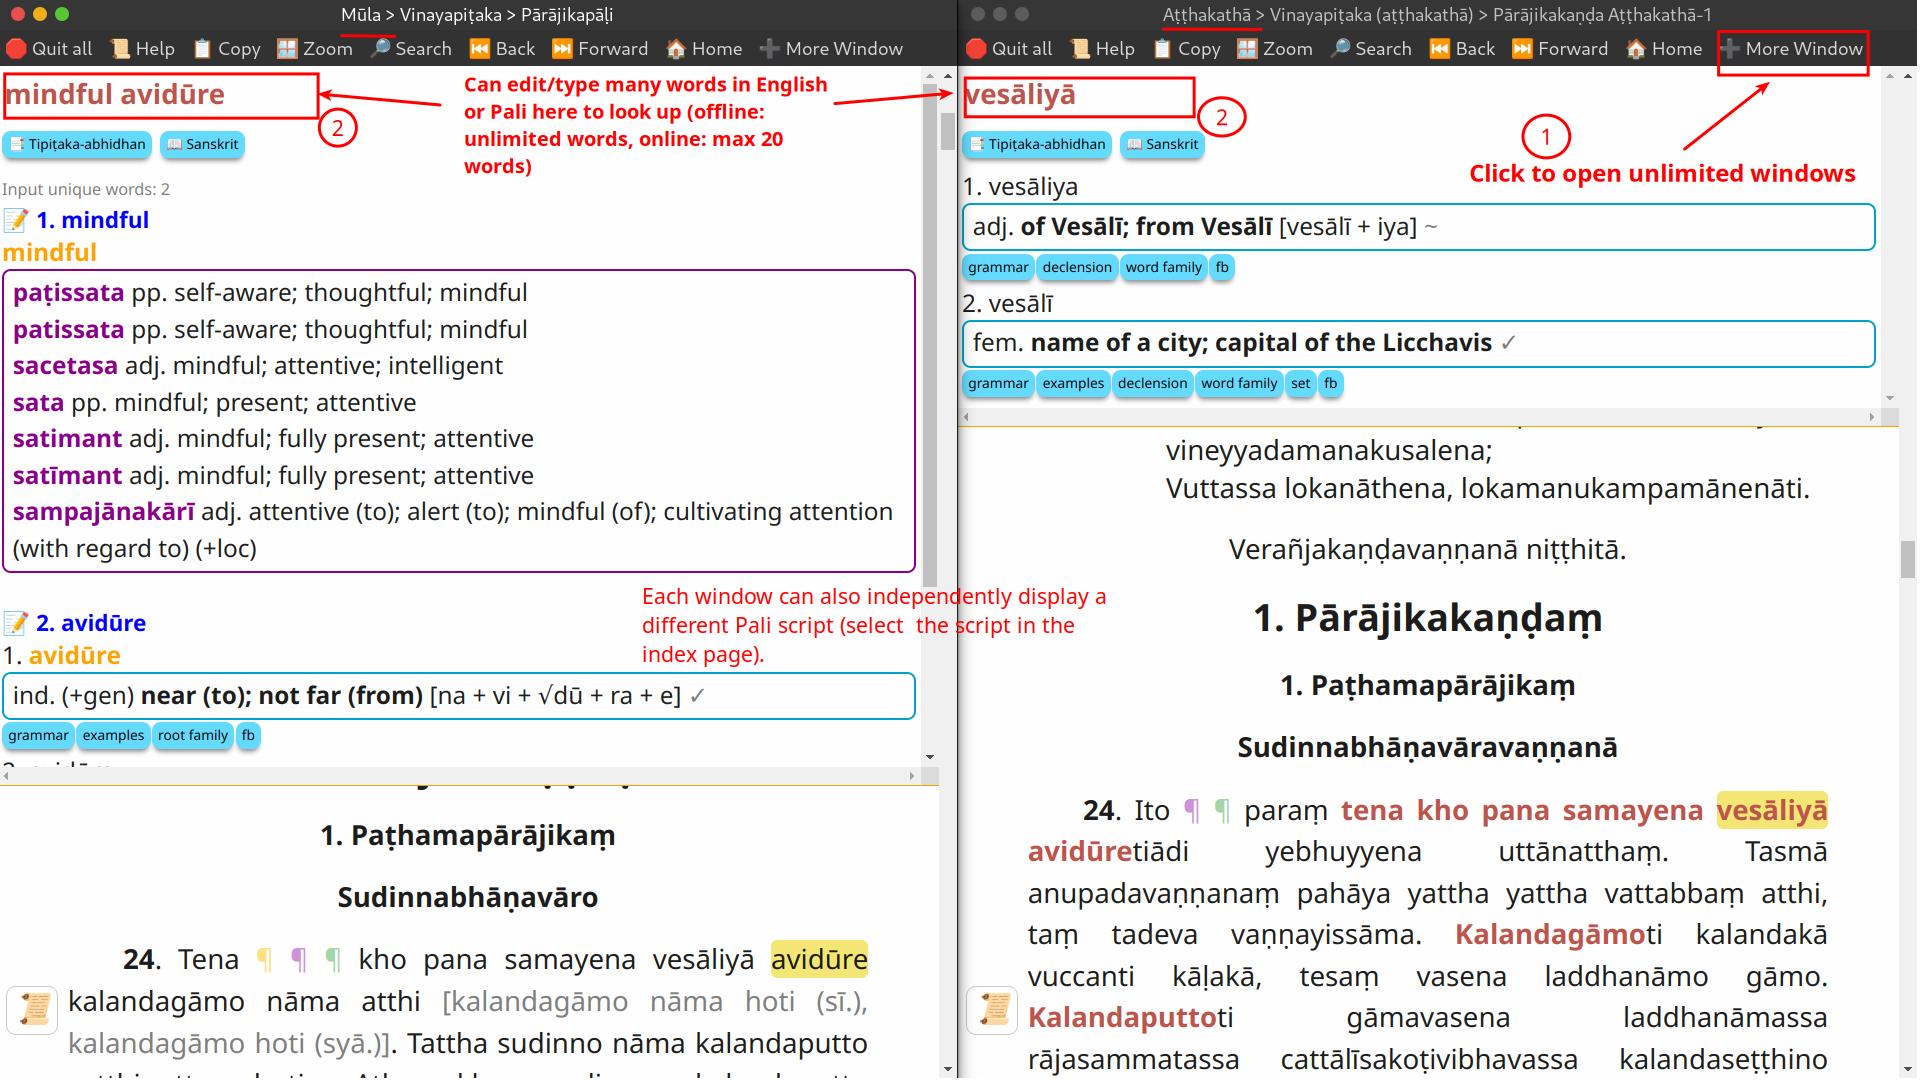 Mūla > Vinayapiṭaka > Pārājikapāḷi
Quit all Help Copy Zoom Search Back Forward Home More Window
mindful avidūre
2
Can edit/type many words in English
or Pali here to look up (offline:
unlimited words, online: max 20
words)
Tipiṭaka-abhidhan Sanskrit
Input unique words: 2
1. mindful
mindful
paṭissata pp. self-aware; thoughtful; mindful
patissata pp. self-aware; thoughtful; mindful
sacetasa adj. mindful; attentive; intelligent
sata pp. mindful; present; attentive
satimant adj. mindful; fully present; attentive
satīmant adj. mindful; fully present; attentive
sampajānakārī adj. attentive (to); alert (to); mindful (of); cultivating attention
(with regard to) (+loc)
Each window can also independently display a
different Pali script (select the script in the
index page).
2. avidūre
1. avidūre
ind. (+gen) near (to); not far (from) [na + vi + √dū + ra + e] ✓
grammar examples root family fb
1. Paṭhamapārājikaṃ
Sudinnabhāṇavāro
24. Tena ¶ ¶ ¶ kho pana samayena vesāliyā avidūre
kalandagāmo nāma atthi [kalandagāmo nāma hoti (sī.),
kalandagāmo hoti (syā.)]. Tattha sudinno nāma kalandaputto
Aṭṭhakathā > Vinayapiṭaka (aṭṭhakathā) > Pārājikakaṇḍa Aṭṭhakathā-1
Quit all Help Copy Zoom Search Back Forward Home More Window
vesāliyā
2
1
Click to open unlimited windows
Tipiṭaka-abhidhan Sanskrit
1. vesāliya
adj. of Vesālī; from Vesālī [vesālī + iya] ~
grammar declension word family fb
2. vesālī
fem. name of a city; capital of the Licchavis ✓
grammar examples declension word family set fb
vineyyadamanakusalena;
Vuttassa lokanāthena, lokamanukampamānenāti.
Verañjakaṇḍavaṇṇanā niṭṭhitā.
1. Pārājikakaṇḍaṃ
1. Paṭhamapārājikaṃ
Sudinnabhāṇavāravaṇṇanā
24. Ito ¶ ¶ paraṃ tena kho pana samayena vesāliyā
avidūretiādi yebhuyyena uttānatthaṃ. Tasmā
anupadavaṇṇanaṃ pahāya yattha yattha vattabbaṃ atthi,
taṃ tadeva vaṇṇayissāma. Kalandagāmoti kalandakā
vuccanti kāḷakā, tesaṃ vasena laddhanāmo gāmo.
Kalandaputtoti gāmavasena laddhanāmassa
rājasammatassa cattālīsakoṭivibhavassa kalandaseṭṭhino